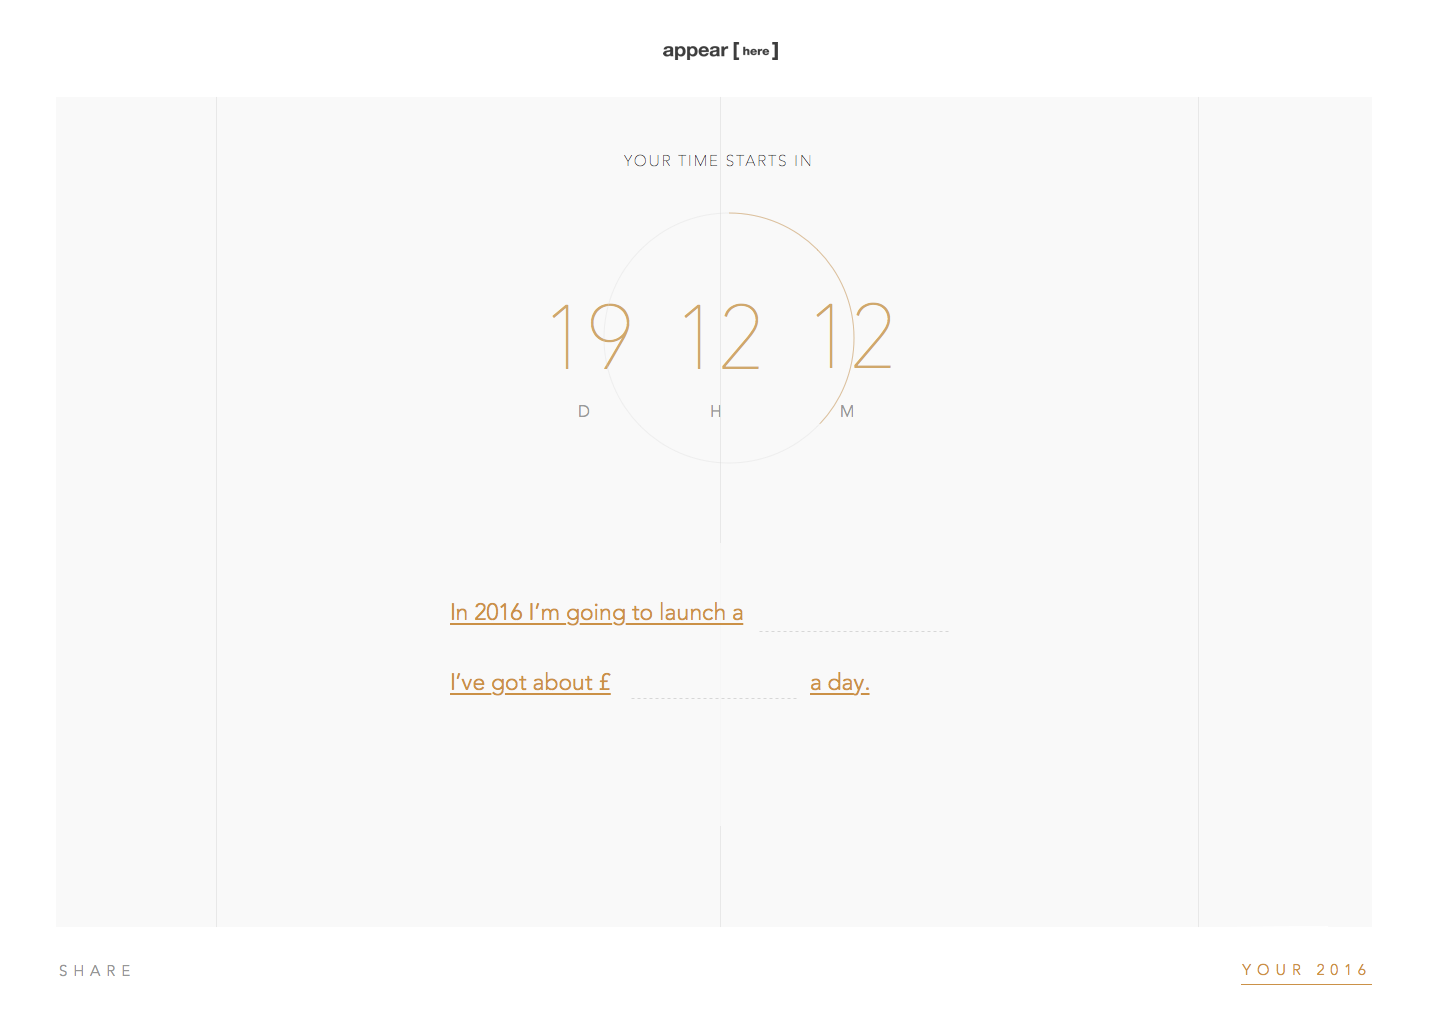 appear [here]
YOUR TIME STARTS IN
19 12 12
D H M
In 2016 I’m going to launch a
I’ve got about £ a day.
SHARE YOUR 2016